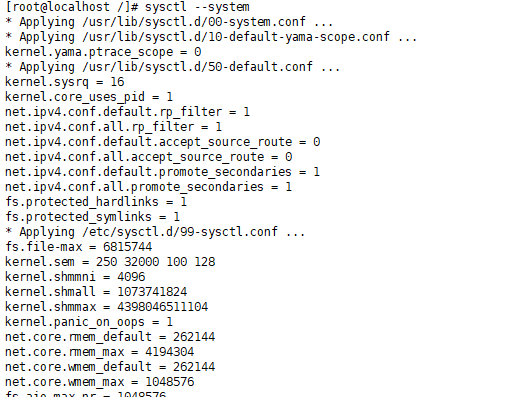 [root@localhost /]# sysctl --system
* Applying /usr/lib/sysctl.d/00-system.conf ...
* Applying /usr/lib/sysctl.d/10-default-yama-scope.conf ...
kernel.yama.ptrace_scope = 0
* Applying /usr/lib/sysctl.d/50-default.conf ...
kernel.sysrq = 16
kernel.core_uses_pid = 1
net.ipv4.conf.default.rp_filter = 1
net.ipv4.conf.all.rp_filter = 1
net.ipv4.conf.default.accept_source_route = 0
net.ipv4.conf.all.accept_source_route = 0
net.ipv4.conf.default.promote_secondaries = 1
net.ipv4.conf.all.promote_secondaries = 1
fs.protected_hardlinks = 1
fs.protected_symlinks = 1
* Applying /etc/sysctl.d/99-sysctl.conf ...
fs.file-max = 6815744
kernel.sem = 250 32000 100 128
kernel.shmmni = 4096
kernel.shmall = 1073741824
kernel.shmmax = 4398046511104
kernel.panic_on_oops = 1
net.core.rmem_default = 262144
net.core.rmem_max = 4194304
net.core.wmem_default = 262144
net.core.wmem_max = 1048576
fs.aio-max-nr = 1048576